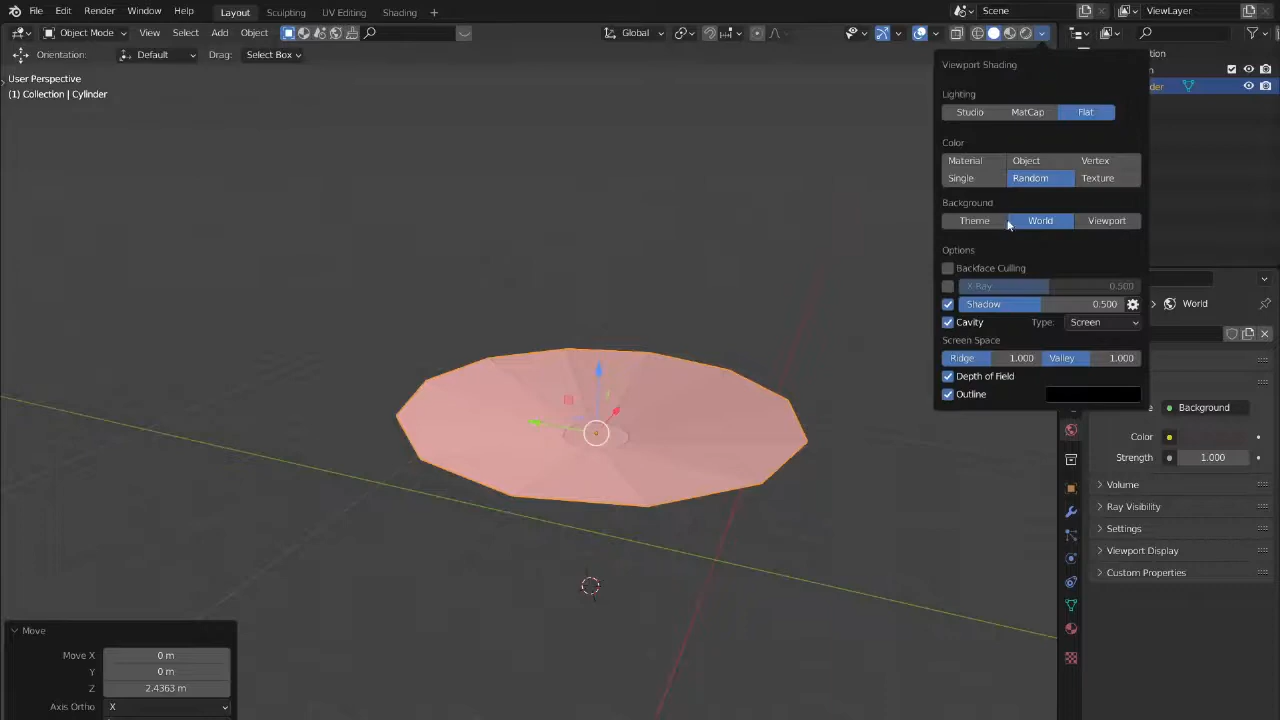 File Edit Render Window Help Layout Sculpting UV Editing Shading + Scene ViewLayer
Object Mode View Select Add Object Global
Orientation: Default Drag: Select Box
User Perspective
(1) Collection | Cylinder
Viewport Shading
Lighting
Studio MatCap Flat
Color
Material Object Vertex
Single Random Texture
Background
Theme World Viewport
Options
Backface Culling
X-Ray 0.500
Shadow 0.500
Cavity Type: Screen
Screen Space
Ridge 1.000 Valley 1.000
Depth of Field
Outline
World
Background
Color
Strength 1.000
Volume
Ray Visibility
Settings
Viewport Display
Custom Properties
Move
Move X 0 m
Y 0 m
Z 2.4363 m
Axis Ortho X